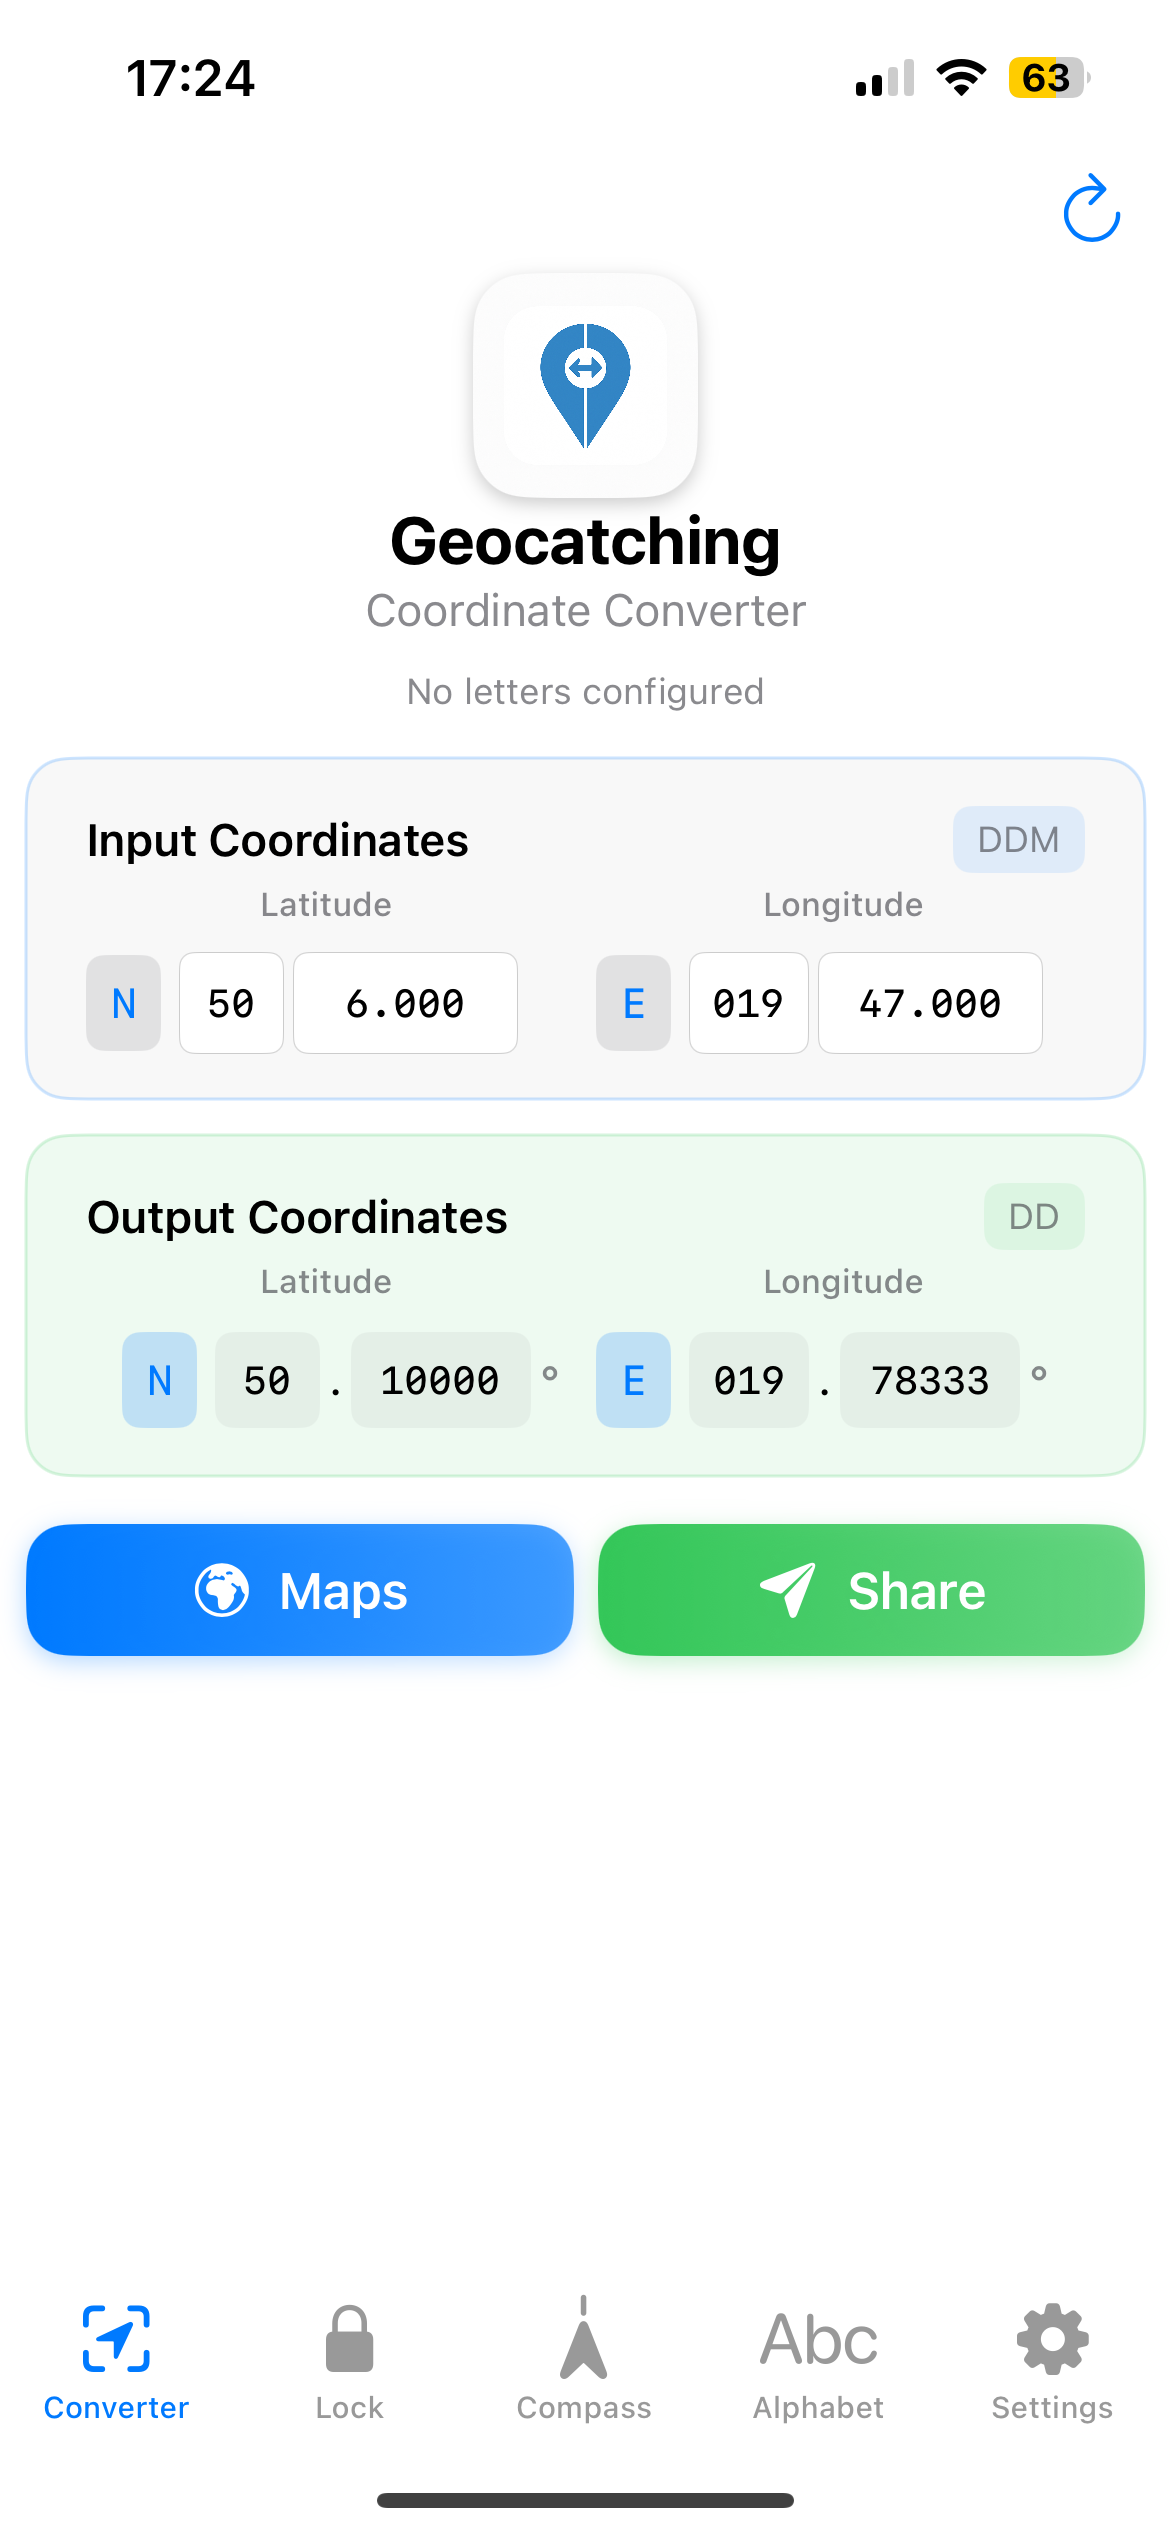 17:24 63
Geocatching
Coordinate Converter
No letters configured
Input Coordinates DDM
Latitude Longitude
N 50 6.000 E 019 47.000
Output Coordinates DD
Latitude Longitude
N 50 . 10000 ° E 019 . 78333 °
Maps Share
Abc
Converter Lock Compass Alphabet Settings